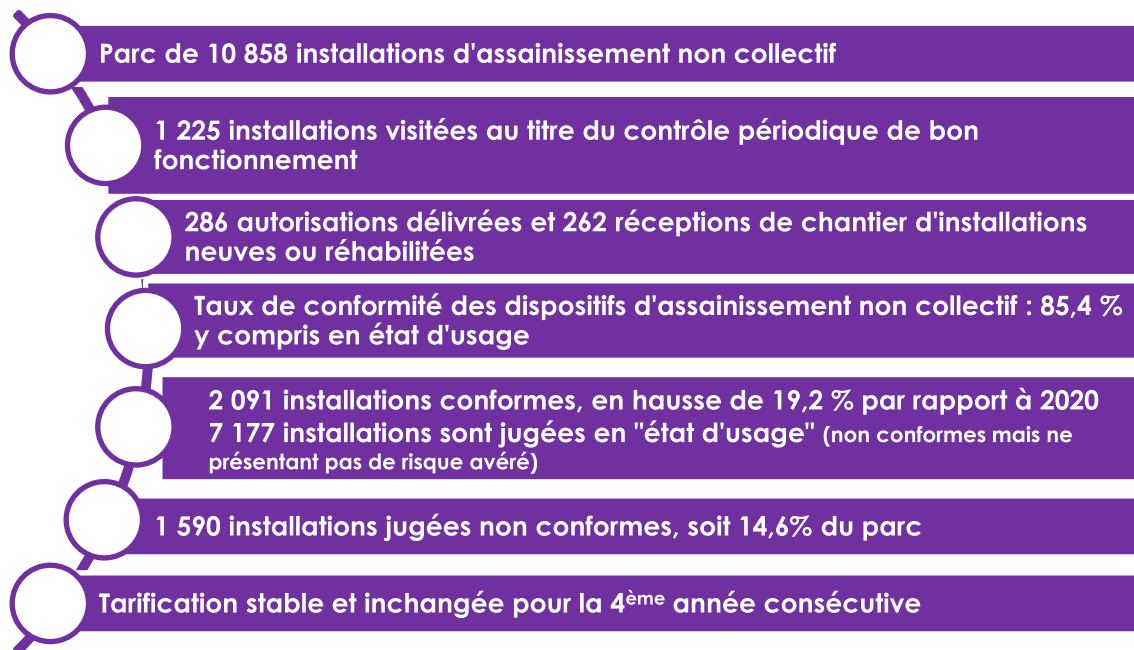 Parc de 10 858 installations d'assainissement non collectif
1 225 installations visitées au titre du contrôle périodique de bon
fonctionnement
286 autorisations délivrées et 262 réceptions de chantier d'installations
neuves ou réhabilitées
Taux de conformité des dispositifs d'assainissement non collectif : 85,4 %
y compris en état d'usage
2 091 installations conformes, en hausse de 19,2 % par rapport à 2020
7 177 installations sont jugées en "état d'usage" (non conformes mais ne
présentant pas de risque avéré)
1 590 installations jugées non conformes, soit 14,6% du parc
Tarification stable et inchangée pour la 4ème année consécutive